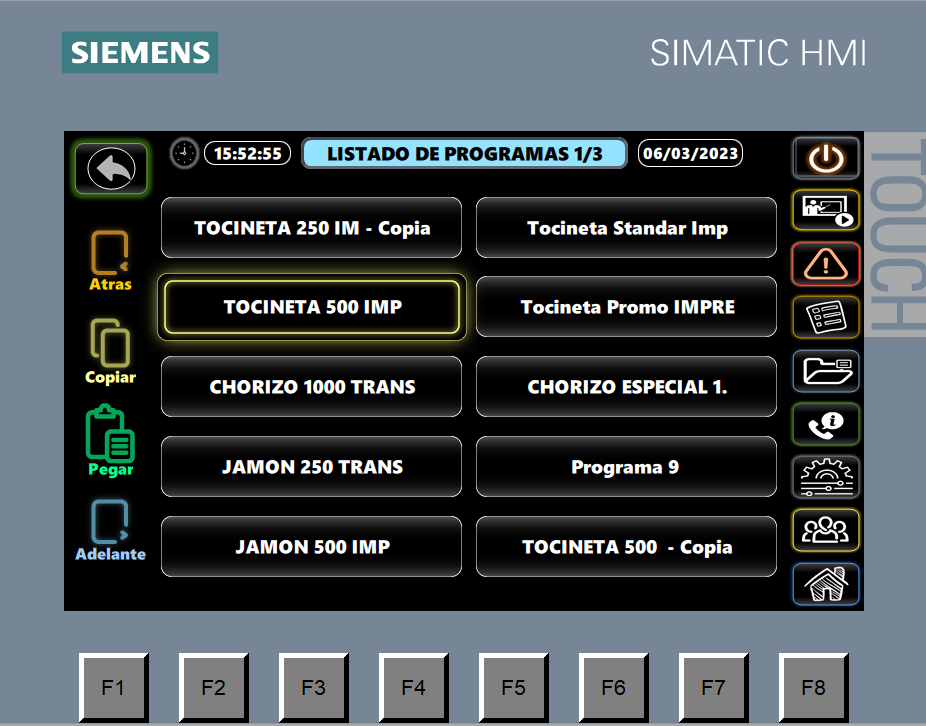 SIEMENS
SIMATIC HMI
TOUCH
15:52:55
LISTADO DE PROGRAMAS 1/3
06/03/2023
Atras
Copiar
Pegar
Adelante
TOCINETA 250 IM - Copia
Tocineta Standar Imp
TOCINETA 500 IMP
Tocineta Promo IMPRE
CHORIZO 1000 TRANS
CHORIZO ESPECIAL 1.
JAMON 250 TRANS
Programa 9
JAMON 500 IMP
TOCINETA 500  - Copia
F1
F2
F3
F4
F5
F6
F7
F8